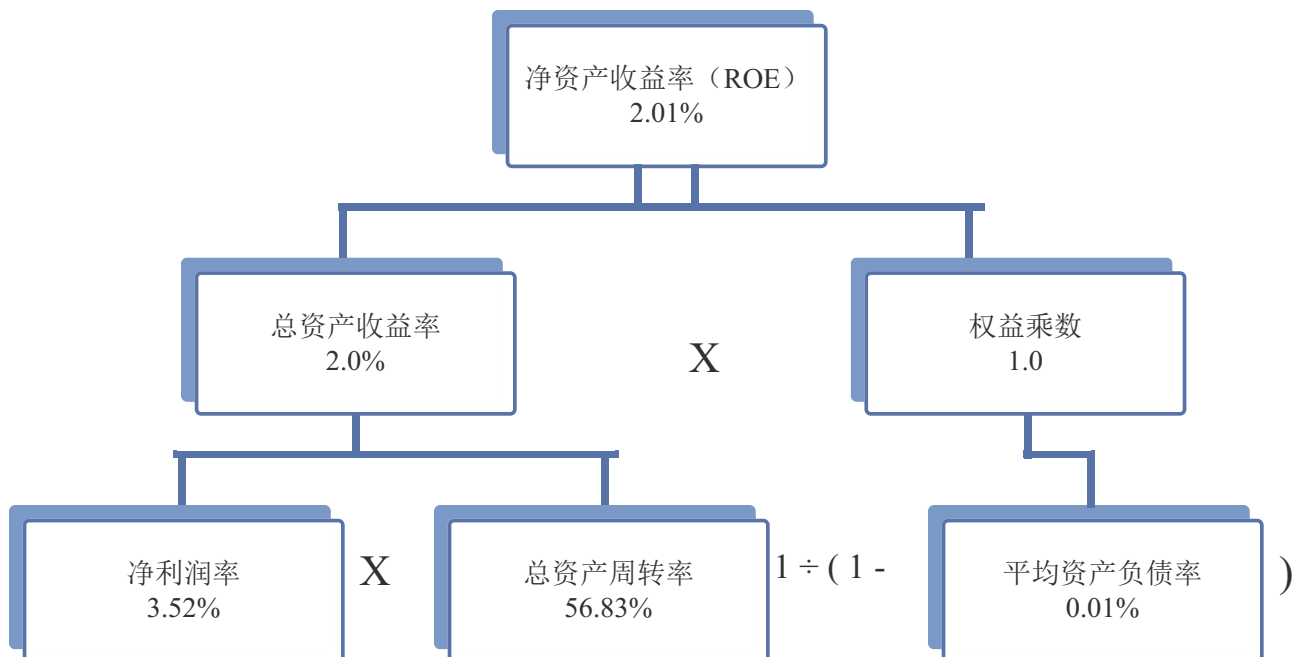 净资产收益率（ROE）
2.01%
总资产收益率
2.0%
X
权益乘数
1.0
净利润率
3.52%
X
总资产周转率
56.83%
1 ÷ ( 1 -
平均资产负债率
0.01%
)